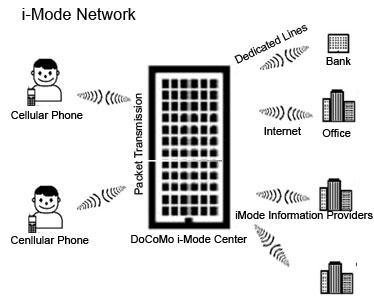 i-Mode Network
Dedicated Lines
Bank
Cellular Phone
Packet Transmission
Internet
Office
iMode Information Providers
Cenllular Phone
DoCoMo i-Mode Center